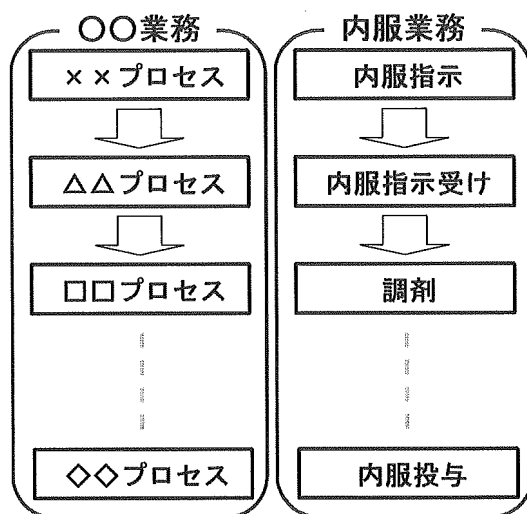 ○○業務
××プロセス
△△プロセス
□□プロセス
◇◇プロセス
内服業務
内服指示
内服指示受け
調剤
内服投与